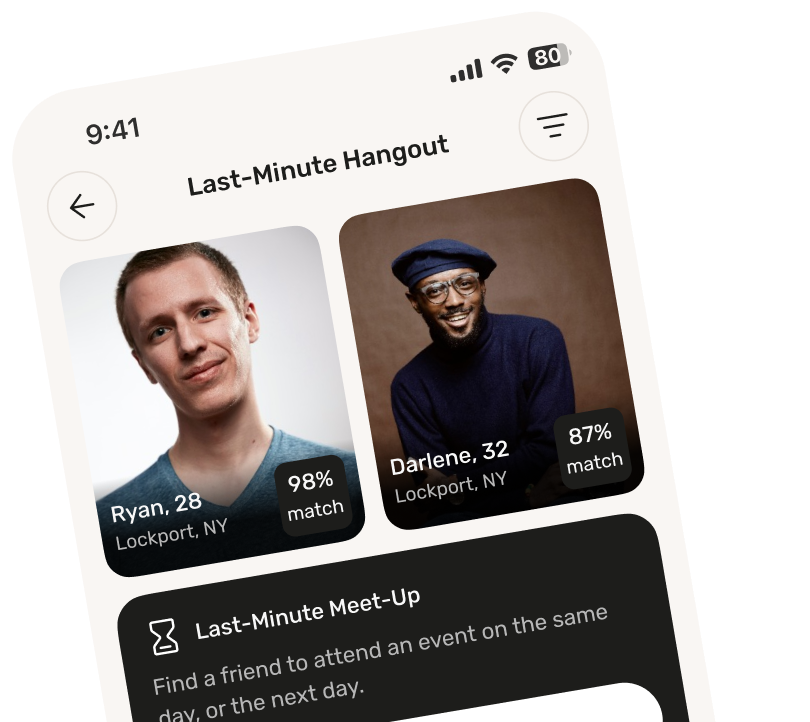 9:41
80
Last-Minute Hangout
Ryan, 28
Lockport, NY
98%
match
Darlene, 32
Lockport, NY
87%
match
Last-Minute Meet-Up
Find a friend to attend an event on the same
day, or the next day.